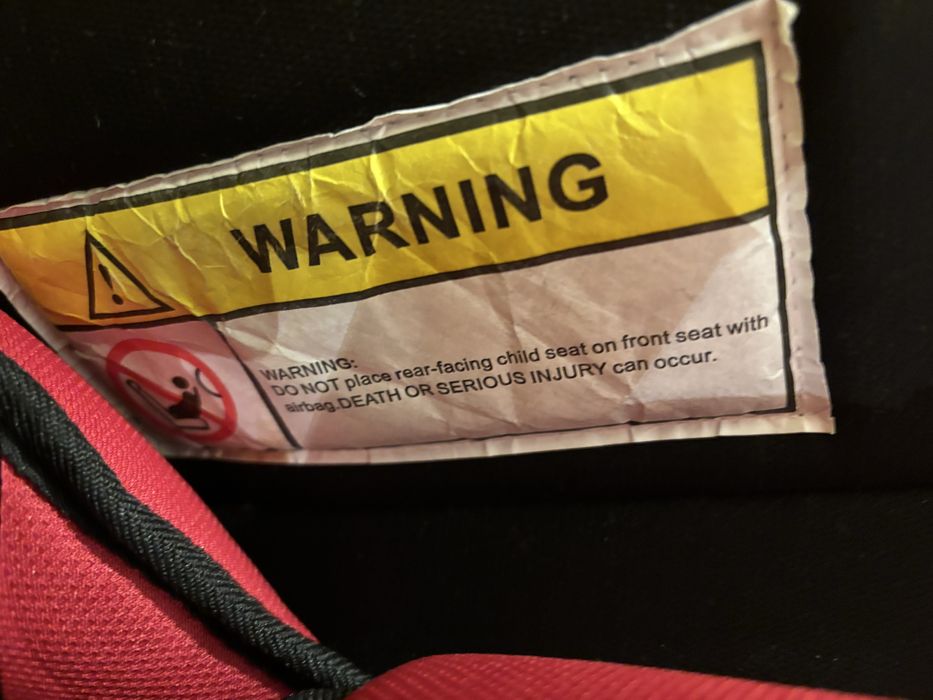 WARNING
WARNING:
DO NOT place rear-facing child seat on front seat with
airbag.DEATH OR SERIOUS INJURY can occur.